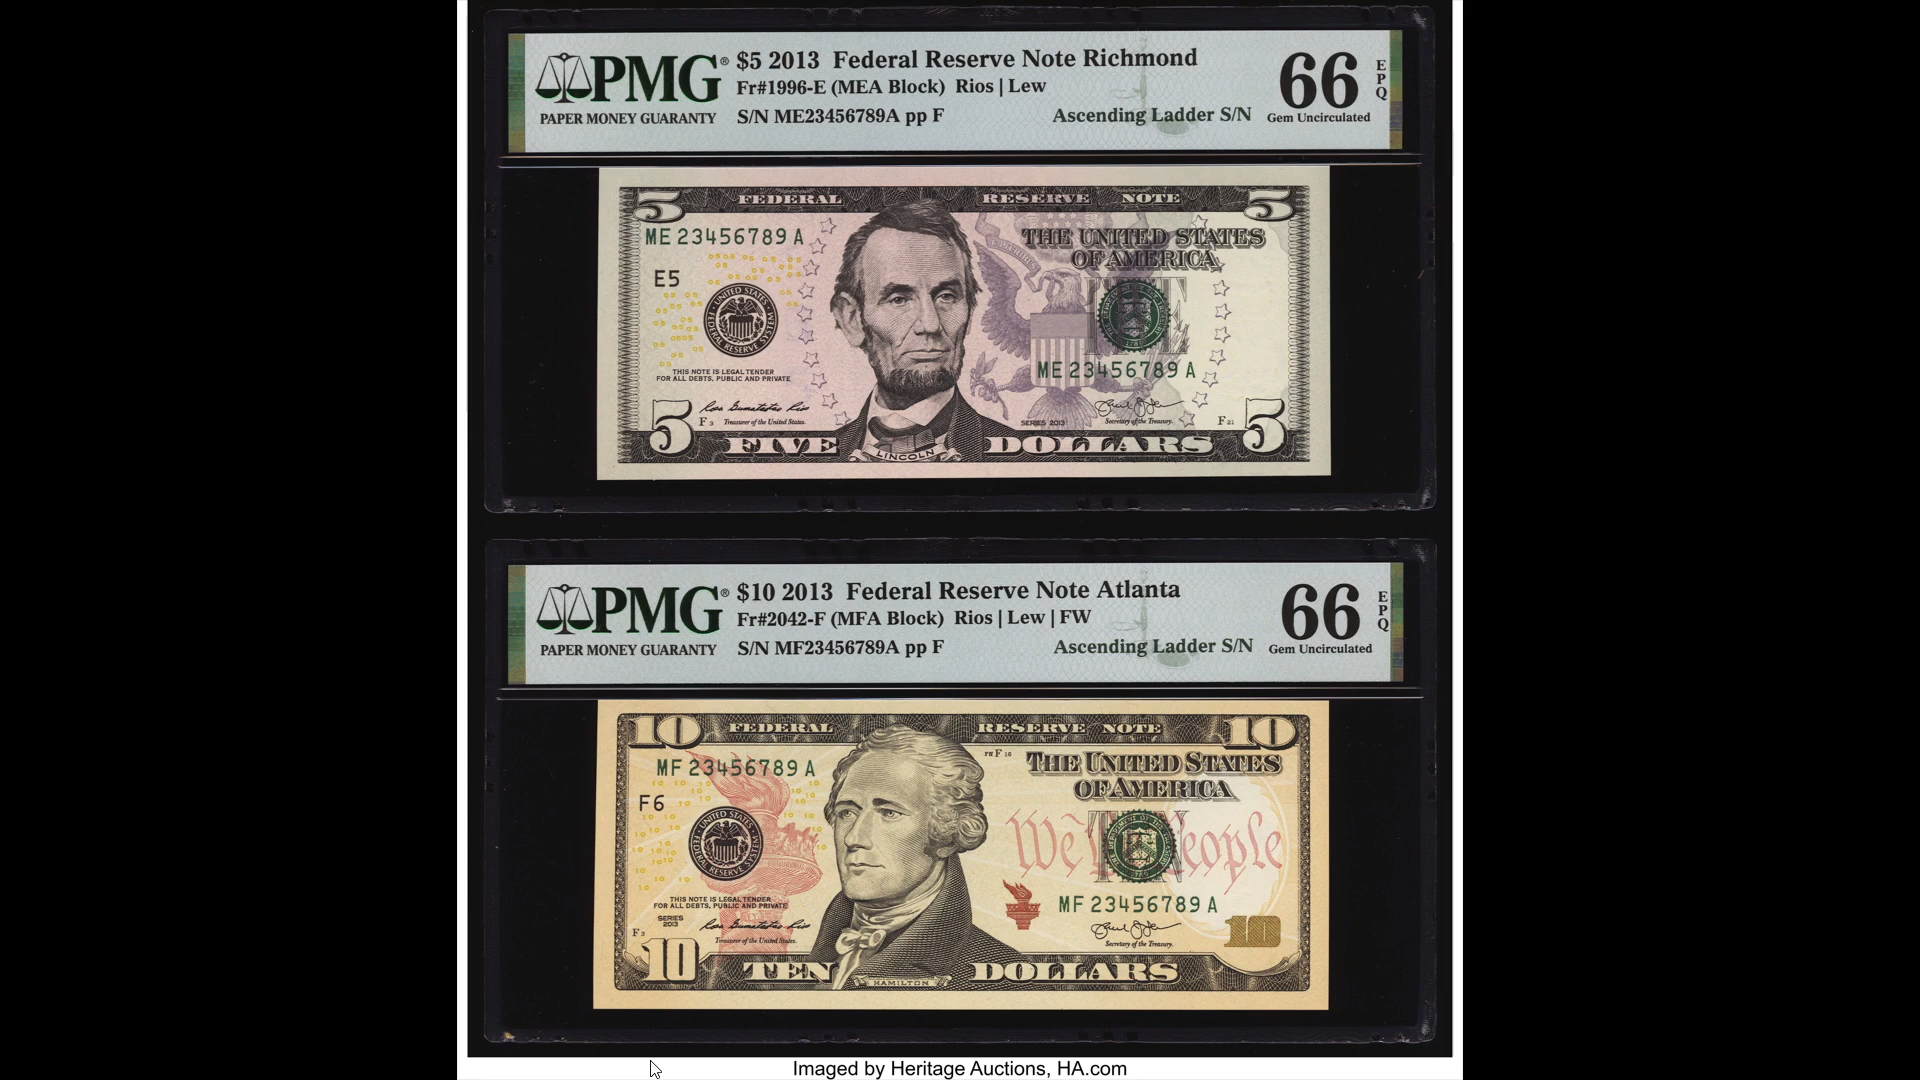 PMG® $5 2013 Federal Reserve Note Richmond 66 EPQ
Fr#1996-E (MEA Block) Rios | Lew
PAPER MONEY GUARANTY S/N ME23456789A pp F Ascending Ladder S/N Gem Uncirculated
5 FEDERAL RESERVE NOTE 5
ME 23456789 A THE UNITED STATES
OF AMERICA
E5
THIS NOTE IS LEGAL TENDER
FOR ALL DEBTS, PUBLIC AND PRIVATE
ME 23456789 A
F 3 Treasurer of the United States. SERIES 2013 Secretary of the Treasury. F 21
5 FIVE LINCOLN DOLLARS 5
PMG® $10 2013 Federal Reserve Note Atlanta 66 EPQ
Fr#2042-F (MFA Block) Rios | Lew | FW
PAPER MONEY GUARANTY S/N MF23456789A pp F Ascending Ladder S/N Gem Uncirculated
10 FEDERAL RESERVE NOTE 10
FW F 16
MF 23456789 A THE UNITED STATES
OF AMERICA
F6
We People
THIS NOTE IS LEGAL TENDER
FOR ALL DEBTS, PUBLIC AND PRIVATE
MF 23456789 A
SERIES
2013
F 3 Treasurer of the United States. Secretary of the Treasury. 10
10 TEN HAMILTON DOLLARS
Imaged by Heritage Auctions, HA.com